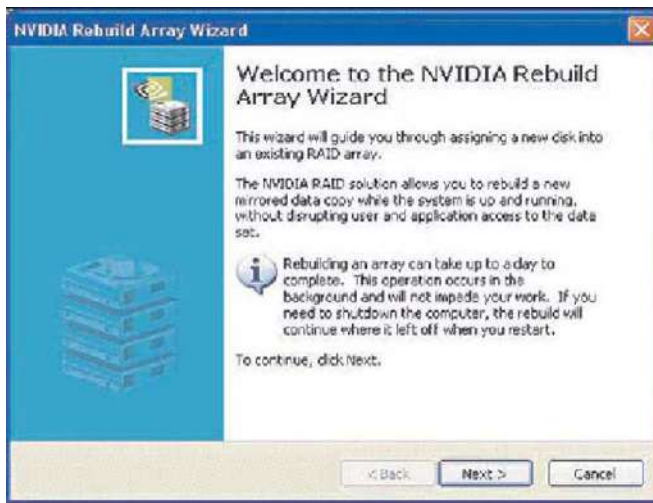 NVIDIA Rebuild Array Wizard
Welcome to the NVIDIA Rebuild
Array Wizard
This wizard will guide you through assigning a new disk into
an existing RAID array.
The NVIDIA RAID solution allows you to rebuild a new
mirrored data copy while the system is up and running,
without disrupting user and application access to the data
set.
Rebuilding an array can take up to a day to
complete. This operation occurs in the
background and will not impede your work. If you
need to shutdown the computer, the rebuild will
continue where it left off when you restart.
To continue, click Next.
< Back
Next >
Cancel